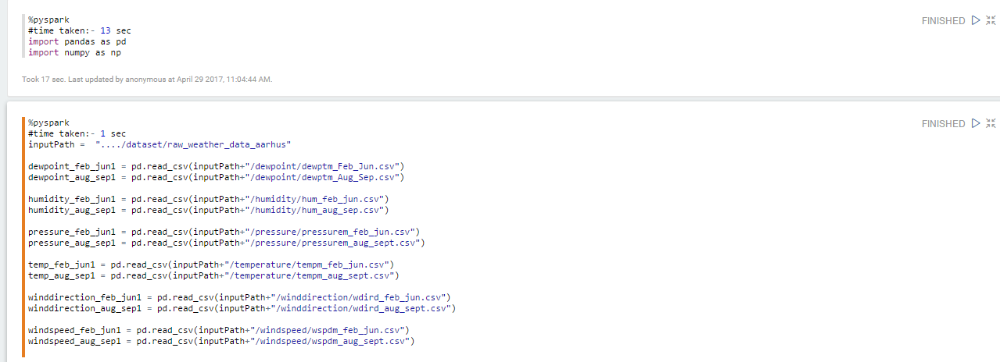 %pyspark
FINISHED
#time taken:- 13 sec
import pandas as pd
import numpy as np
Took 17 sec. Last updated by anonymous at April 29 2017, 11:04:44 AM.
%pyspark
FINISHED
#time taken:- 1 sec
inputPath =  "..../dataset/raw_weather_data_aarhus"
dewpoint_feb_jun1 = pd.read_csv(inputPath+"/dewpoint/dewptm_Feb_Jun.csv")
dewpoint_aug_sep1 = pd.read_csv(inputPath+"/dewpoint/dewptm_Aug_Sep.csv")
humidity_feb_jun1 = pd.read_csv(inputPath+"/humidity/hum_feb_jun.csv")
humidity_aug_sep1 = pd.read_csv(inputPath+"/humidity/hum_aug_sep.csv")
pressure_feb_jun1 = pd.read_csv(inputPath+"/pressure/pressurem_feb_jun.csv")
pressure_aug_sep1 = pd.read_csv(inputPath+"/pressure/pressurem_aug_sept.csv")
temp_feb_jun1 = pd.read_csv(inputPath+"/temperature/tempm_feb_jun.csv")
temp_aug_sep1 = pd.read_csv(inputPath+"/temperature/tempm_aug_sept.csv")
winddirection_feb_jun1 = pd.read_csv(inputPath+"/winddirection/wdird_feb_jun.csv")
winddirection_aug_sep1 = pd.read_csv(inputPath+"/winddirection/wdird_aug_sept.csv")
windspeed_feb_jun1 = pd.read_csv(inputPath+"/windspeed/wspdm_feb_jun.csv")
windspeed_aug_sep1 = pd.read_csv(inputPath+"/windspeed/wspdm_aug_sept.csv")